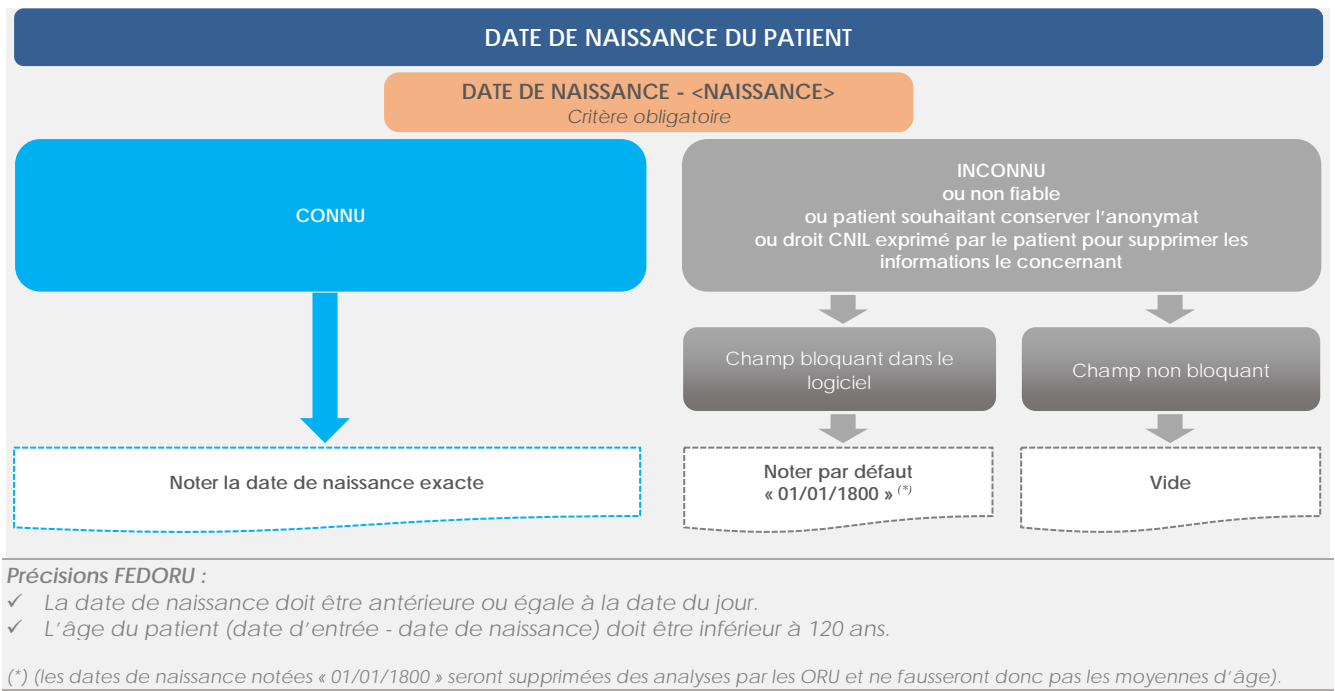 DATE DE NAISSANCE DU PATIENT
DATE DE NAISSANCE - <NAISSANCE>
Critère obligatoire
CONNU
INCONNU
ou non fiable
ou patient souhaitant conserver l'anonymat
ou droit CNIL exprimé par le patient pour supprimer les
informations le concernant
Champ bloquant dans le
logiciel
Champ non bloquant
Noter la date de naissance exacte
Noter par défaut
« 01/01/1800 » (*)
Vide
Précisions FEDORU :
✓ La date de naissance doit être antérieure ou égale à la date du jour.
✓ L'âge du patient (date d'entrée - date de naissance) doit être inférieur à 120 ans.
(*) (les dates de naissance notées « 01/01/1800 » seront supprimées des analyses par les ORU et ne fausseront donc pas les moyennes d'âge).